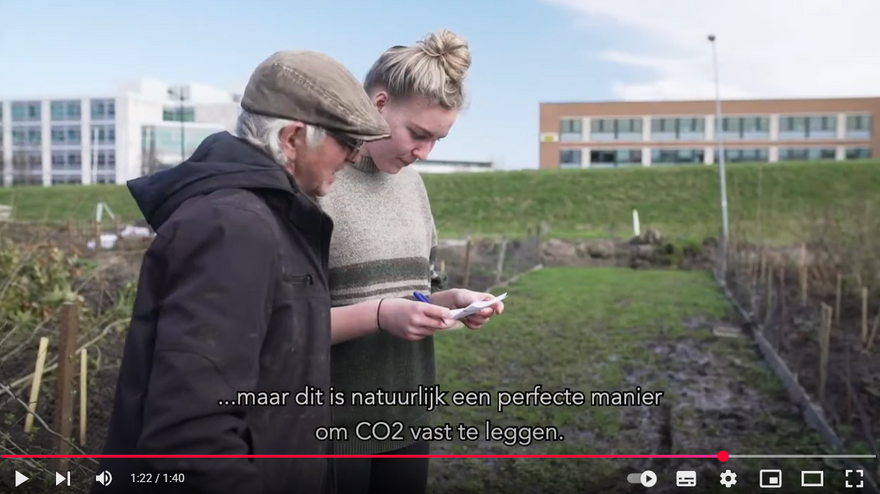 ...maar dit is natuurlijk een perfecte manier
om CO2 vast te leggen.
1:22 / 1:40